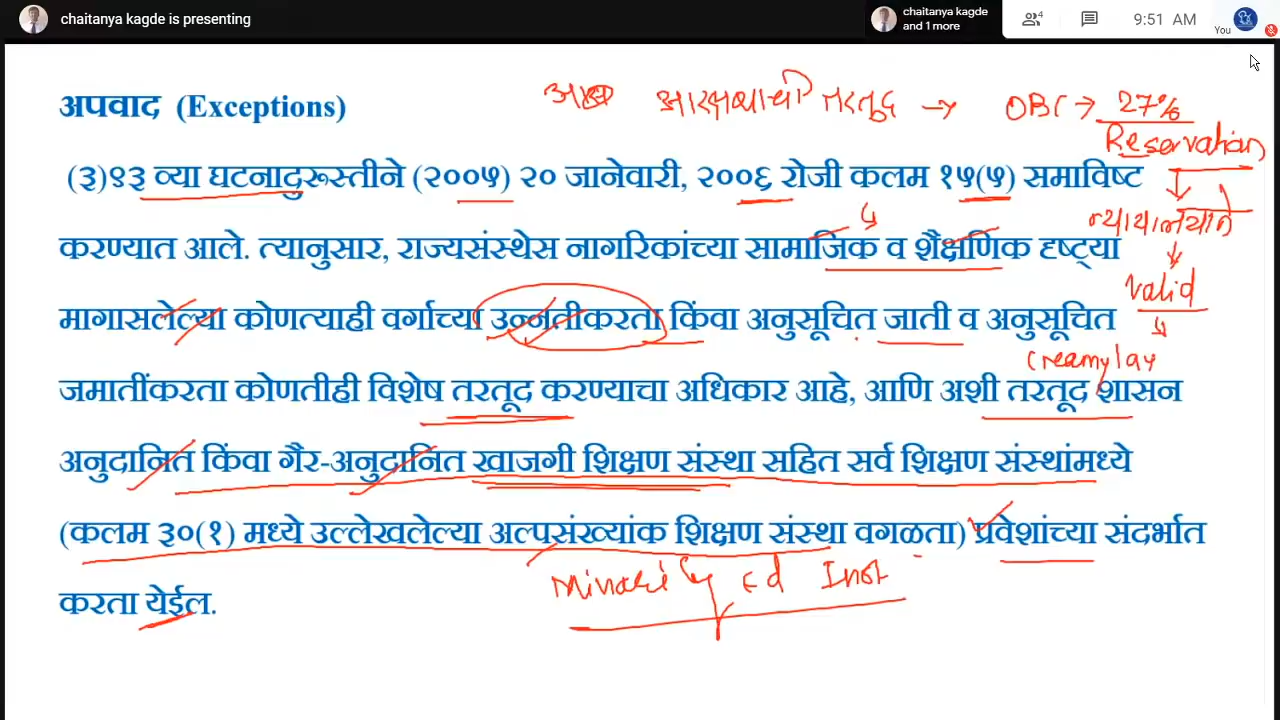 chaitanya kagde is presenting
chaitanya kagde
and 1 more
4
9:51 AM
You
अपवाद (Exceptions)
आरक्षणाची तरतूद → OBC → 27%
Reservation
(३)९३ व्या घटनादुरूस्तीने (२००५) २० जानेवारी, २००६ रोजी कलम १५(५) समाविष्ट
न्यायालयाने
करण्यात आले. त्यानुसार, राज्यसंस्थेस नागरिकांच्या सामाजिक व शैक्षणिक दृष्ट्या
valid
मागासलेल्या कोणत्याही वर्गाच्या उन्नतीकरता किंवा अनुसूचित जाती व अनुसूचित
creamylay
जमातींकरता कोणतीही विशेष तरतूद करण्याचा अधिकार आहे, आणि अशी तरतूद शासन
अनुदानित किंवा गैर-अनुदानित खाजगी शिक्षण संस्था सहित सर्व शिक्षण संस्थांमध्ये
(कलम ३०(१) मध्ये उल्लेखलेल्या अल्पसंख्यांक शिक्षण संस्था वगळता) प्रवेशांच्या संदर्भात
Minority Ed Inst
करता येईल.